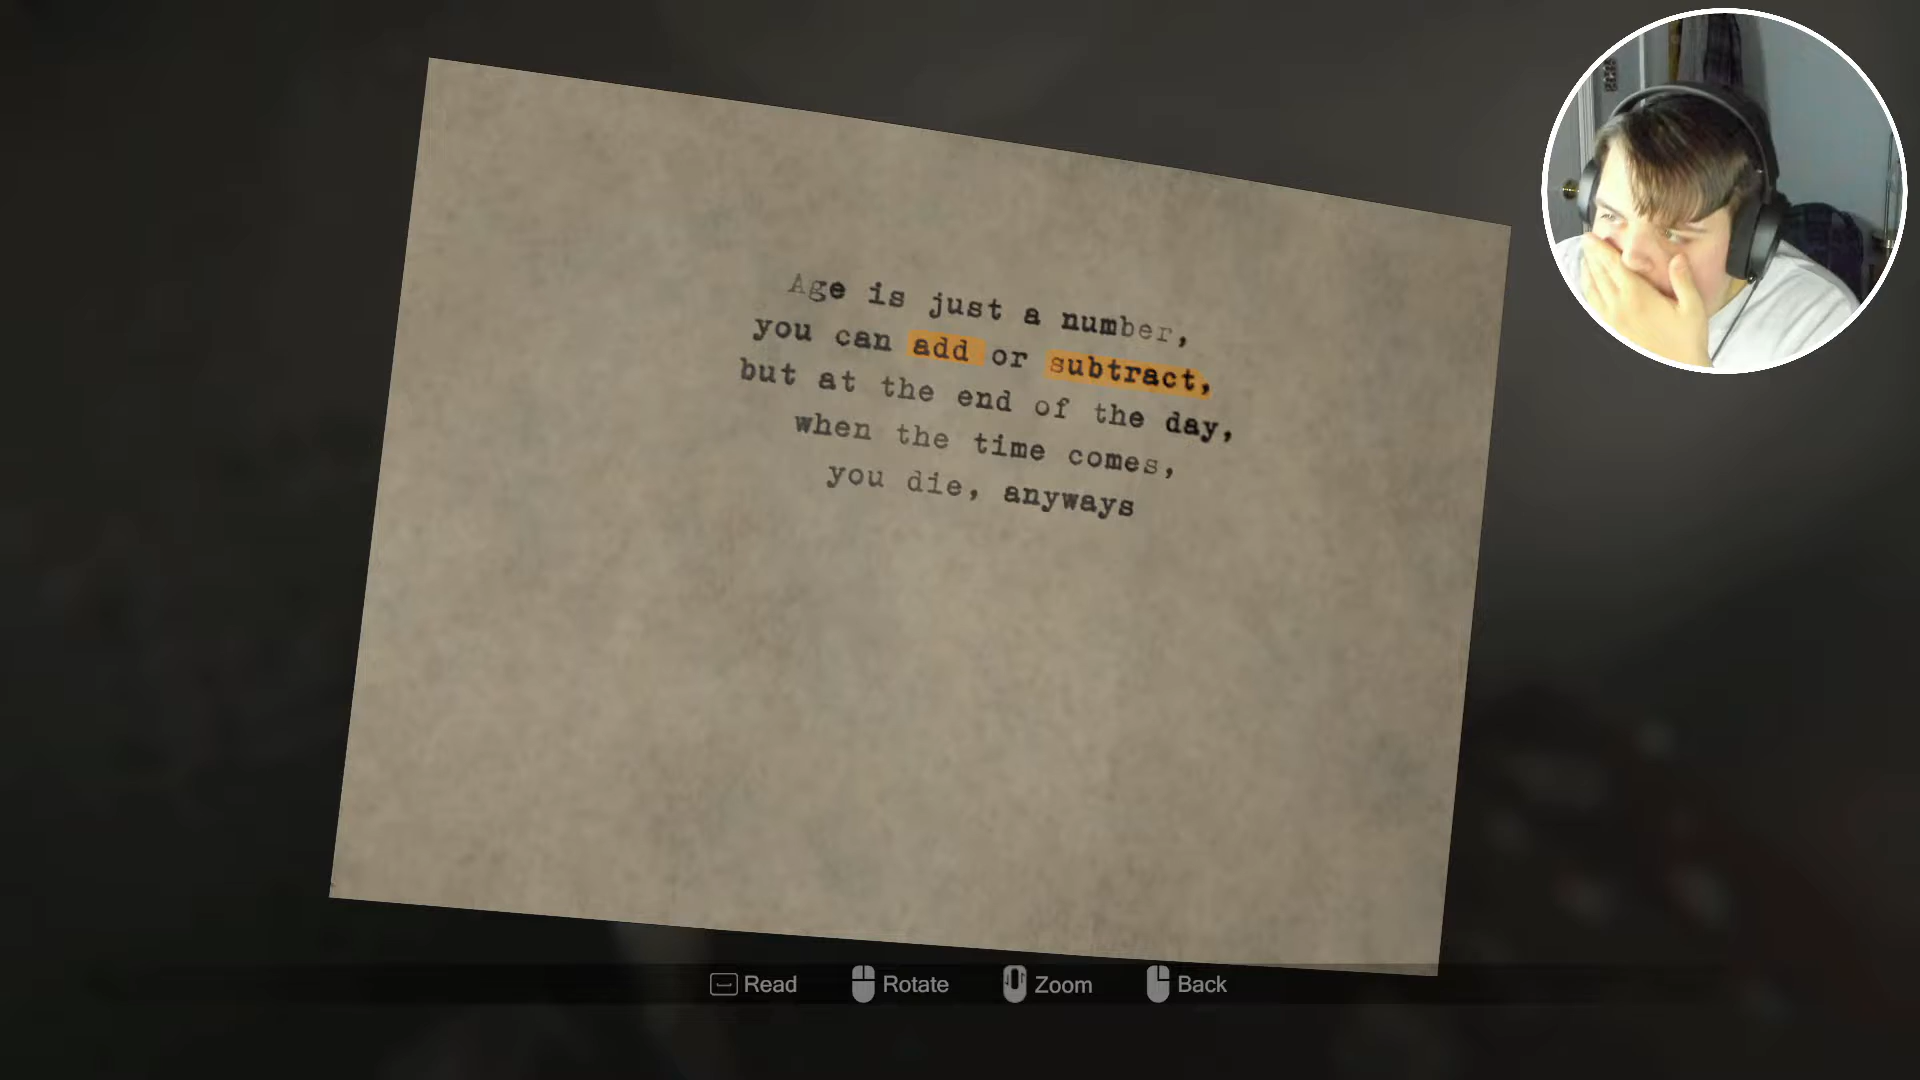 Age is just a number,
you can add or subtract,
but at the end of the day,
when the time comes,
you die, anyways
Read Rotate Zoom Back